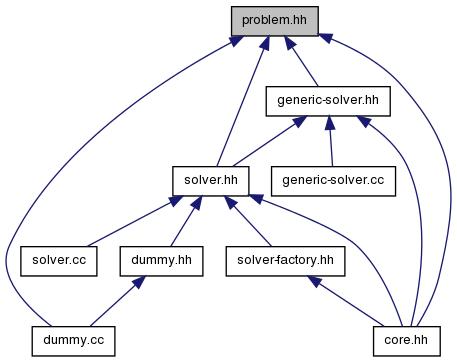 problem.hh
generic-solver.hh
solver.hh
generic-solver.cc
solver.cc
dummy.hh
solver-factory.hh
dummy.cc
core.hh